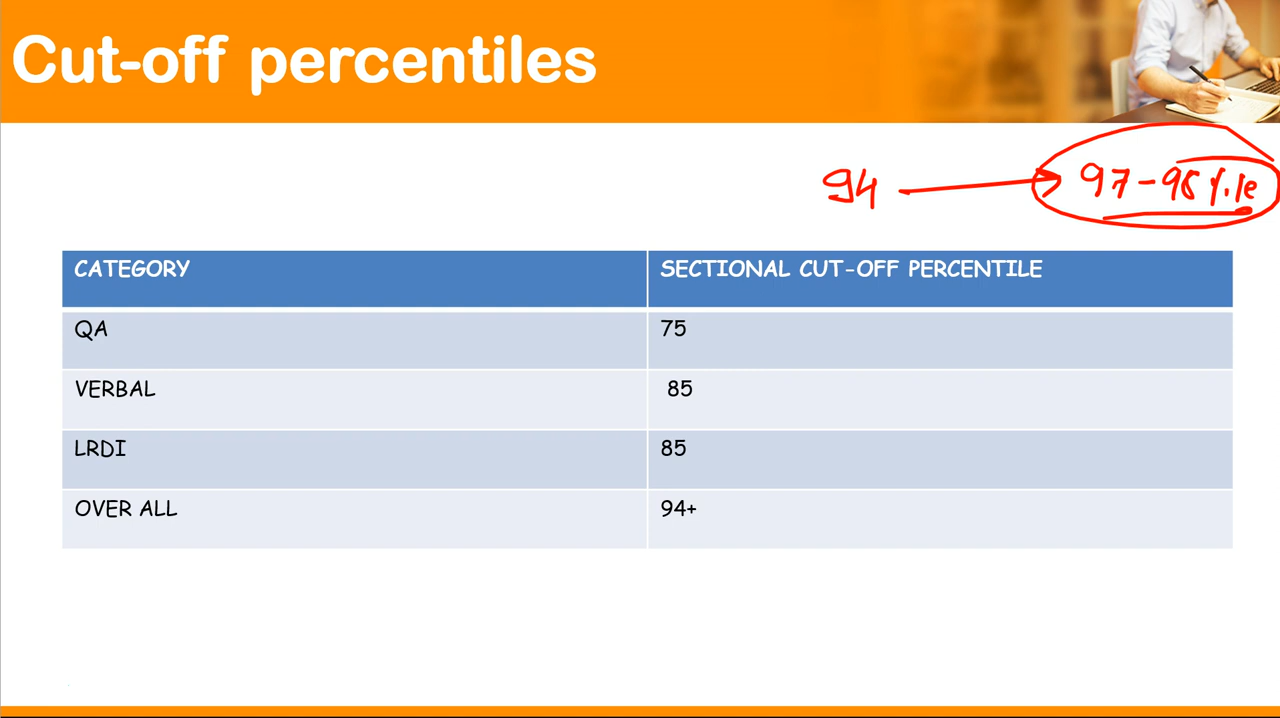 Cut-off percentiles
94 → 97-98 %ile
CATEGORY SECTIONAL CUT-OFF PERCENTILE
QA 75
VERBAL 85
LRDI 85
OVER ALL 94+